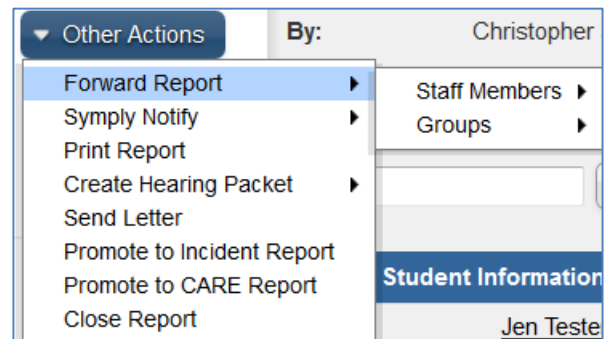 Other Actions
By:
Christopher
Forward Report
Symply Notify
Print Report
Create Hearing Packet
Send Letter
Promote to Incident Report
Promote to CARE Report
Close Report
Staff Members
Groups
Student Information
Jen Teste